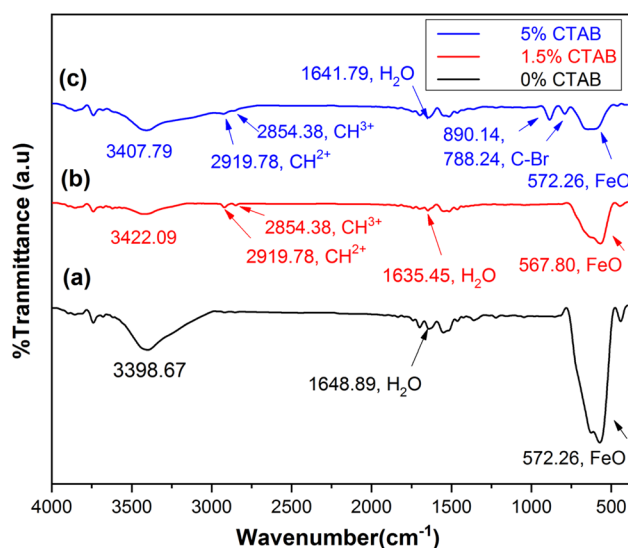 5% CTAB
1.5% CTAB
0% CTAB
(c)
1641.79, H₂O
3407.79
2854.38, CH³⁺
2919.78, CH²⁺
890.14,
788.24, C-Br
572.26, FeO
(b)
3422.09
2854.38, CH³⁺
2919.78, CH²⁺
1635.45, H₂O
567.80, FeO
(a)
3398.67
1648.89, H₂O
572.26, FeO
%Tranmittance (a.u)
4000 3500 3000 2500 2000 1500 1000 500
Wavenumber(cm⁻¹)